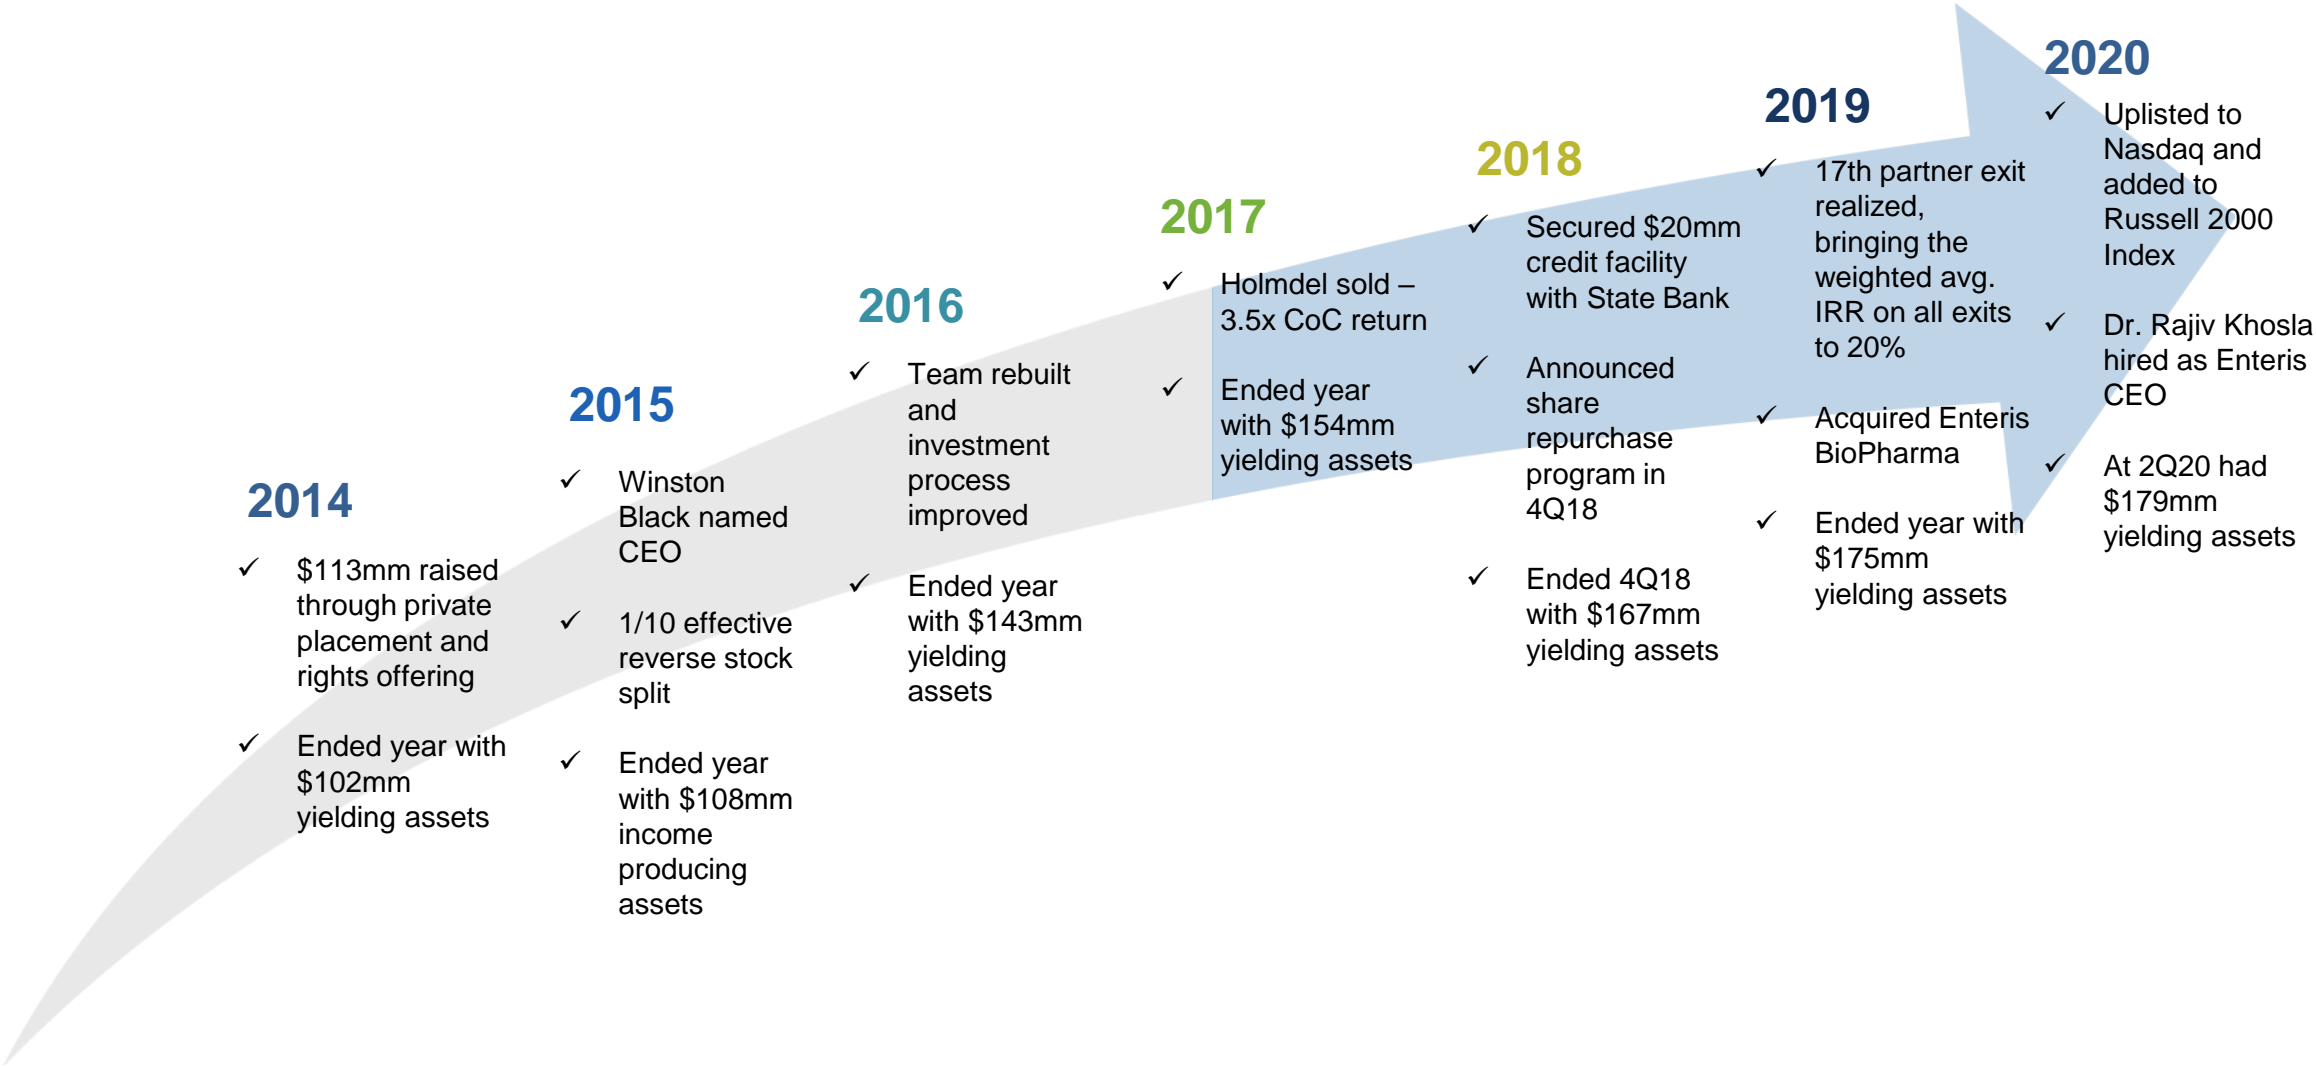 2014
✓ $113mm raised
through private
placement and
rights offering
✓ Ended year with
$102mm
yielding assets
2015
✓ Winston
Black named
CEO
✓ 1/10 effective
reverse stock
split
✓ Ended year
with $108mm
income
producing
assets
2016
✓ Team rebuilt
and
investment
process
improved
✓ Ended year
with $143mm
yielding
assets
2017
✓ Holmdel sold –
3.5x CoC return
✓ Ended year
with $154mm
yielding assets
2018
✓ Secured $20mm
credit facility
with State Bank
✓ Announced
share
repurchase
program in
4Q18
✓ Ended 4Q18
with $167mm
yielding assets
2019
✓ 17th partner exit
realized,
bringing the
weighted avg.
IRR on all exits
to 20%
✓ Acquired Enteris
BioPharma
✓ Ended year with
$175mm
yielding assets
2020
✓ Uplisted to
Nasdaq and
added to
Russell 2000
Index
✓ Dr. Rajiv Khosla
hired as Enteris
CEO
✓ At 2Q20 had
$179mm
yielding assets